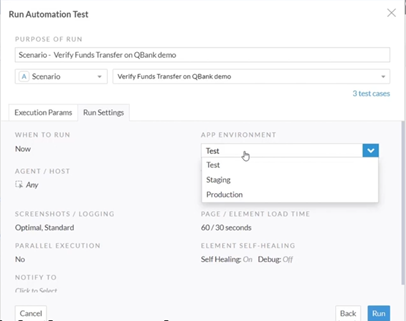 Run Automation Test
PURPOSE OF RUN
Scenario - Verify Funds Transfer on QBank demo
A Scenario
Verify Funds Transfer on QBank demo
3 test cases
Execution Params
Run Settings
WHEN TO RUN
Now
APP ENVIRONMENT
Test
Test
Staging
Production
AGENT / HOST
Any
SCREENSHOTS / LOGGING
Optimal, Standard
PAGE / ELEMENT LOAD TIME
60 / 30 seconds
PARALLEL EXECUTION
No
ELEMENT SELF-HEALING
Self Healing: On Debug: Off
NOTIFY TO
Click to Select
Cancel
Back
Run